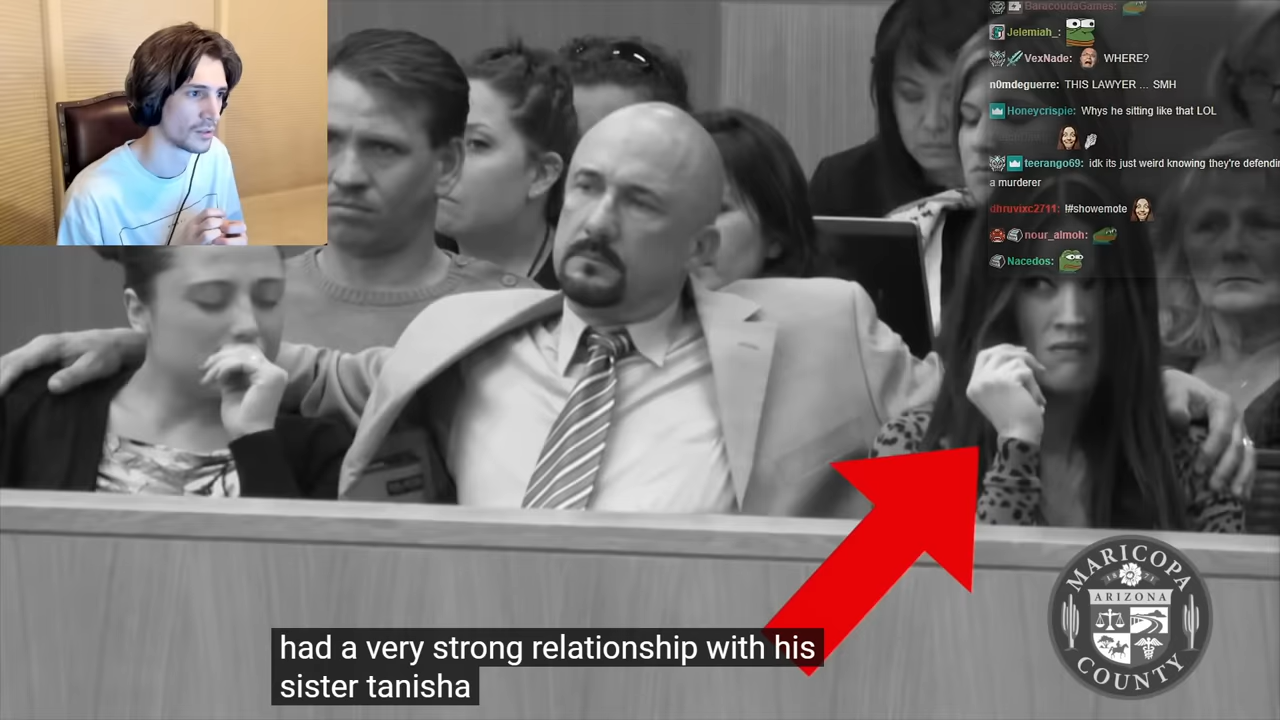 BaracoudaGames:
Jelemiah_:
VexNade: WHERE?
n0mdeguerre: THIS LAWYER ... SMH
Honeycrispie: Whys he sitting like that LOL
teerango69: idk its just weird knowing they're defendin
a murderer
dhruvixc2711: !#showemote
nour_almoh:
Nacedos:
had a very strong relationship with his
sister tanisha
MARICOPA
ARIZONA
COUNTY